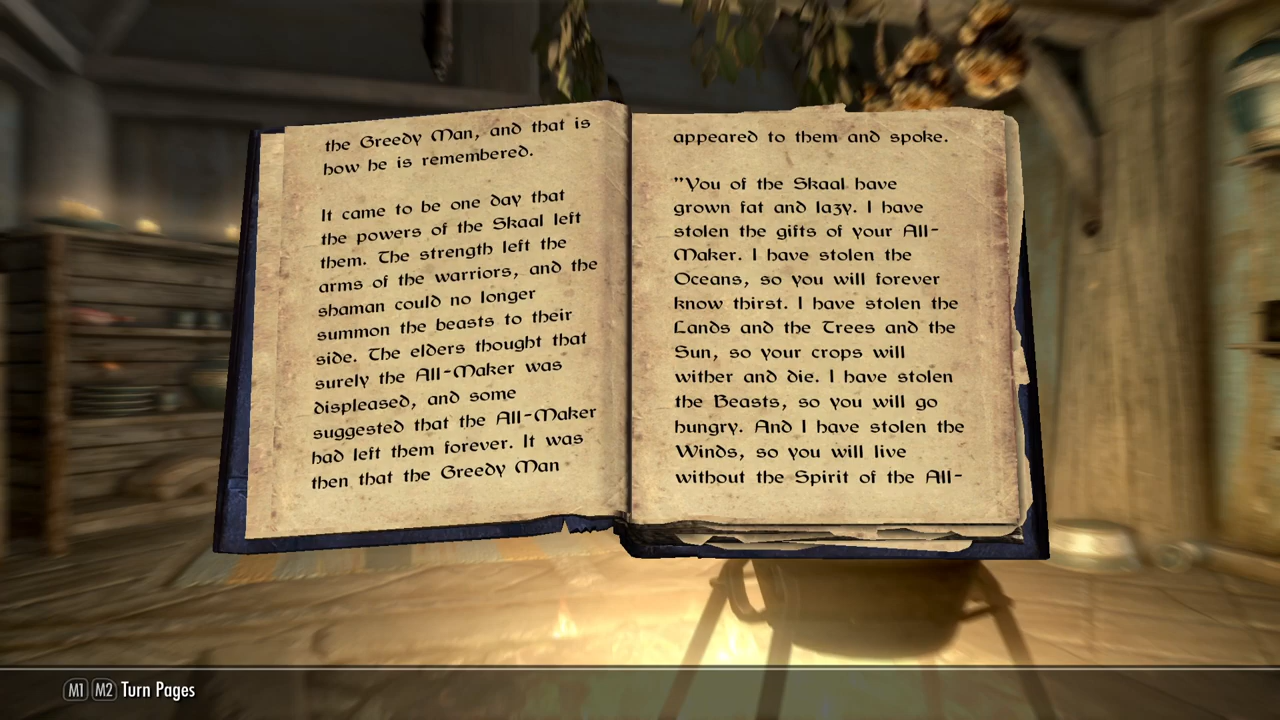 the Greedy Man, and that is
how he is remembered.
It came to be one day that
the powers of the Skaal left
them. The strength left the
arms of the warriors, and the
shaman could no longer
summon the beasts to their
side. The elders thought that
surely the All-Maker was
displeased, and some
suggested that the All-Maker
had left them forever. It was
then that the Greedy Man
appeared to them and spoke.
"You of the Skaal have
grown fat and lazy. I have
stolen the gifts of your All-
Maker. I have stolen the
Oceans, so you will forever
know thirst. I have stolen the
Lands and the Trees and the
Sun, so your crops will
wither and die. I have stolen
the Beasts, so you will go
hungry. And I have stolen the
Winds, so you will live
without the Spirit of the All-
M1 M2 Turn Pages